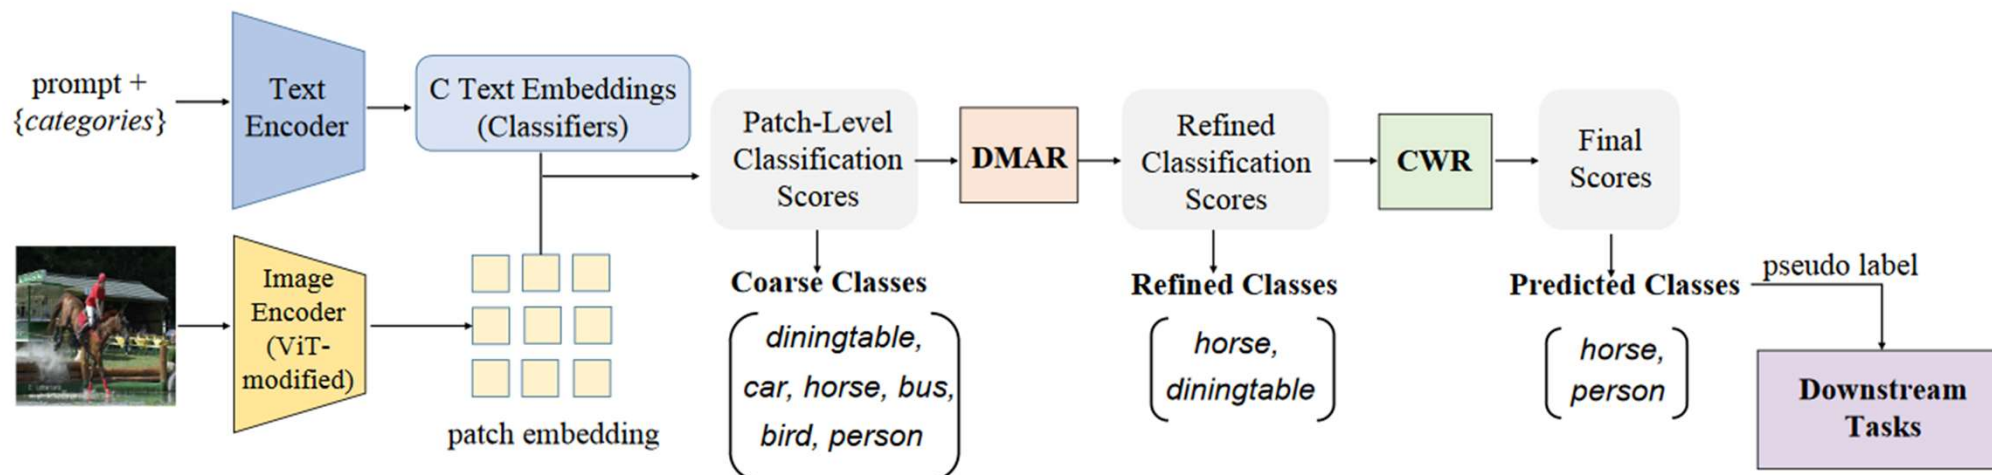 prompt +
{categories}
Text
Encoder
C Text Embeddings
(Classifiers)
Image
Encoder
(ViT-
modified)
patch embedding
Patch-Level
Classification
Scores
DMAR
Refined
Classification
Scores
CWR
Final
Scores
Coarse Classes
diningtable,
car, horse, bus,
bird, person
Refined Classes
horse,
diningtable
Predicted Classes
horse,
person
pseudo label
Downstream
Tasks